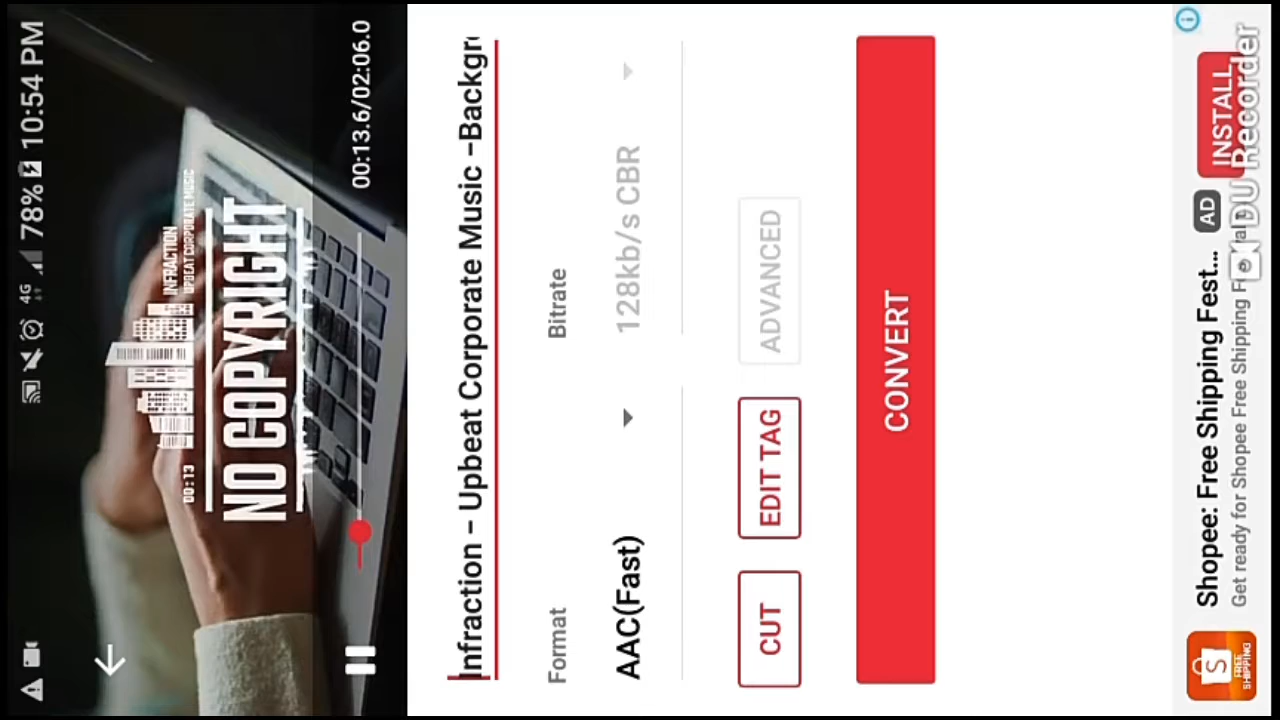 78% 10:54 PM
4G
INFRACTION
UPBEAT CORPORATE MUSIC
00:13
NO COPYRIGHT
00:13.6/02:06.0
Infraction – Upbeat Corporate Music –Backgr
Format
Bitrate
AAC(Fast)
128kb/s CBR
CUT
EDIT TAG
ADVANCED
CONVERT
S
FREE
SHIPPING
Shopee: Free Shipping Fest...
AD
INSTALL
Get ready for Shopee Free Shipping
DU Recorder